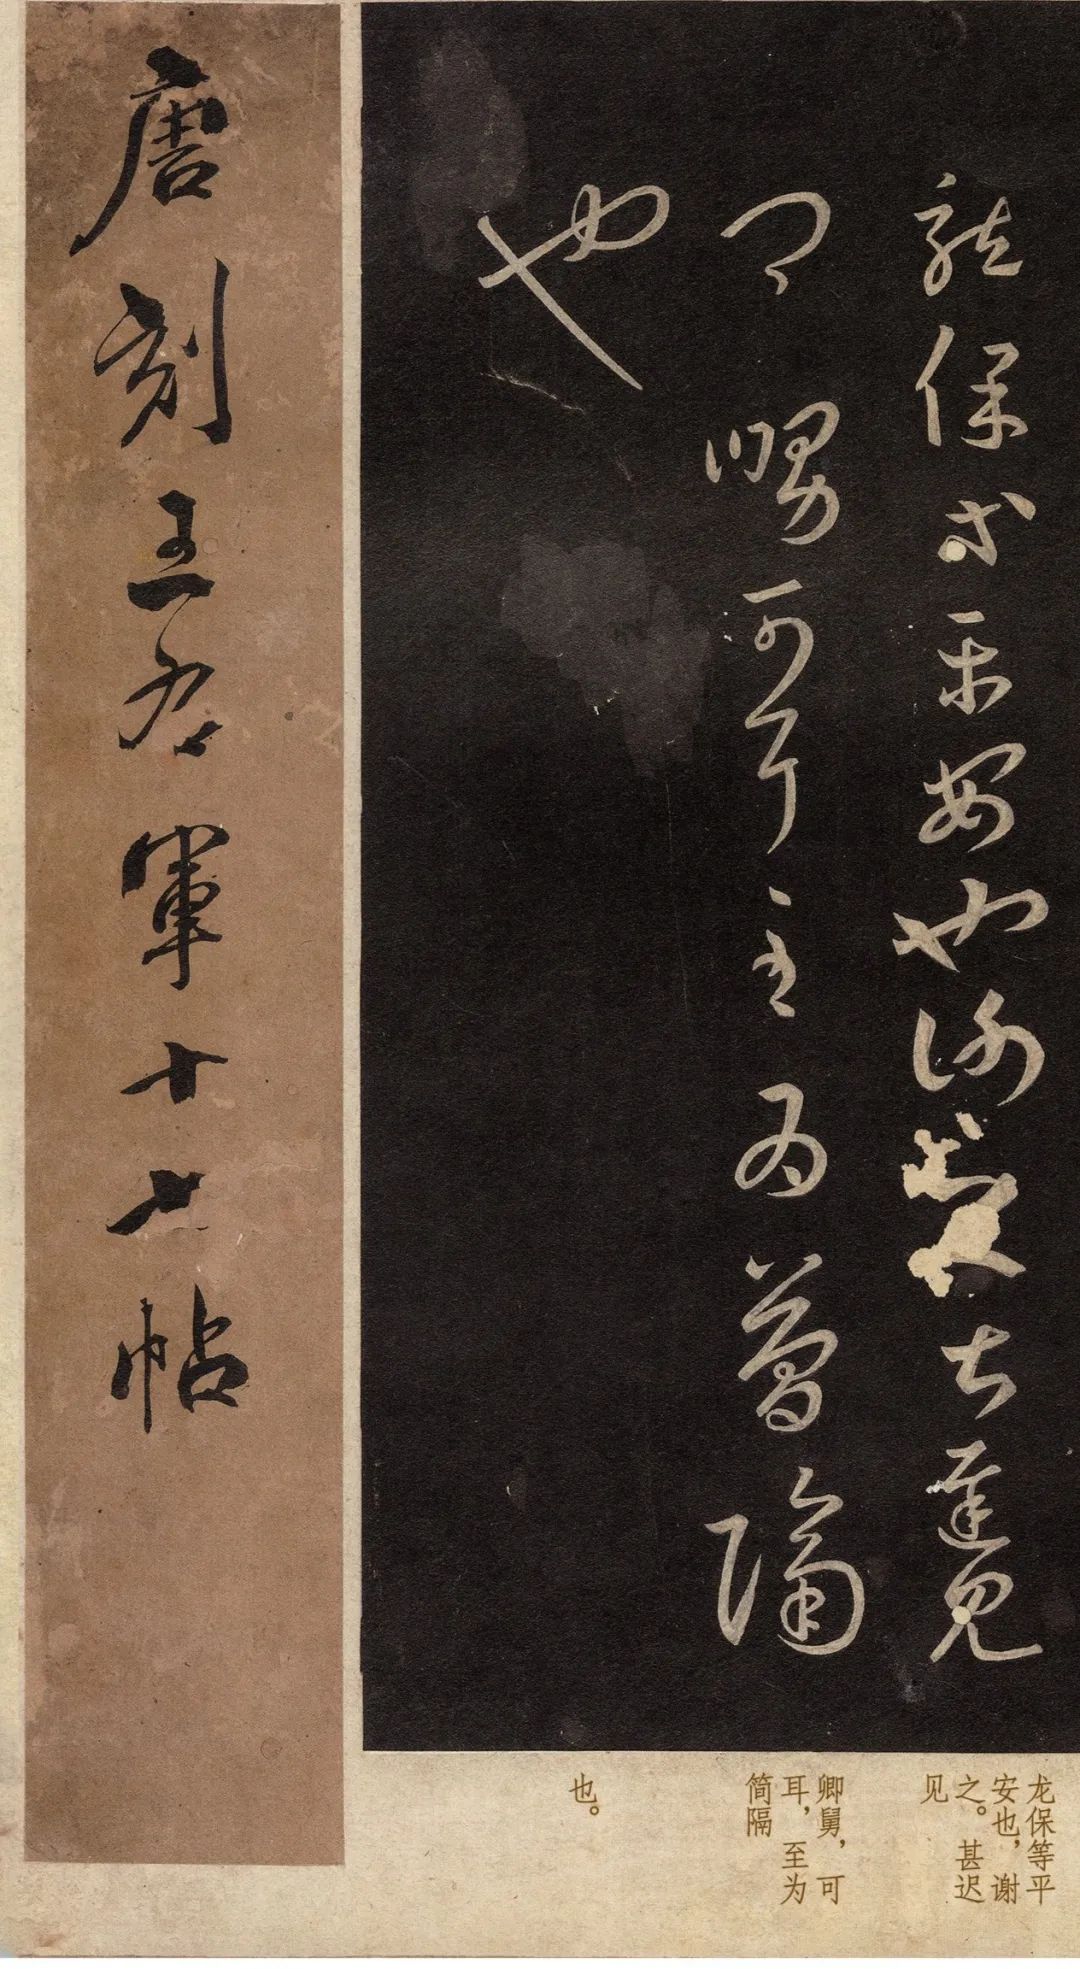 龍保等平安也謝之甚遲見
卿舅可耳至為簡隔
也
唐刻王右軍十七帖
龙保等平
安也，谢
之。甚迟
见
卿舅，可
耳，至为
简隔
也。